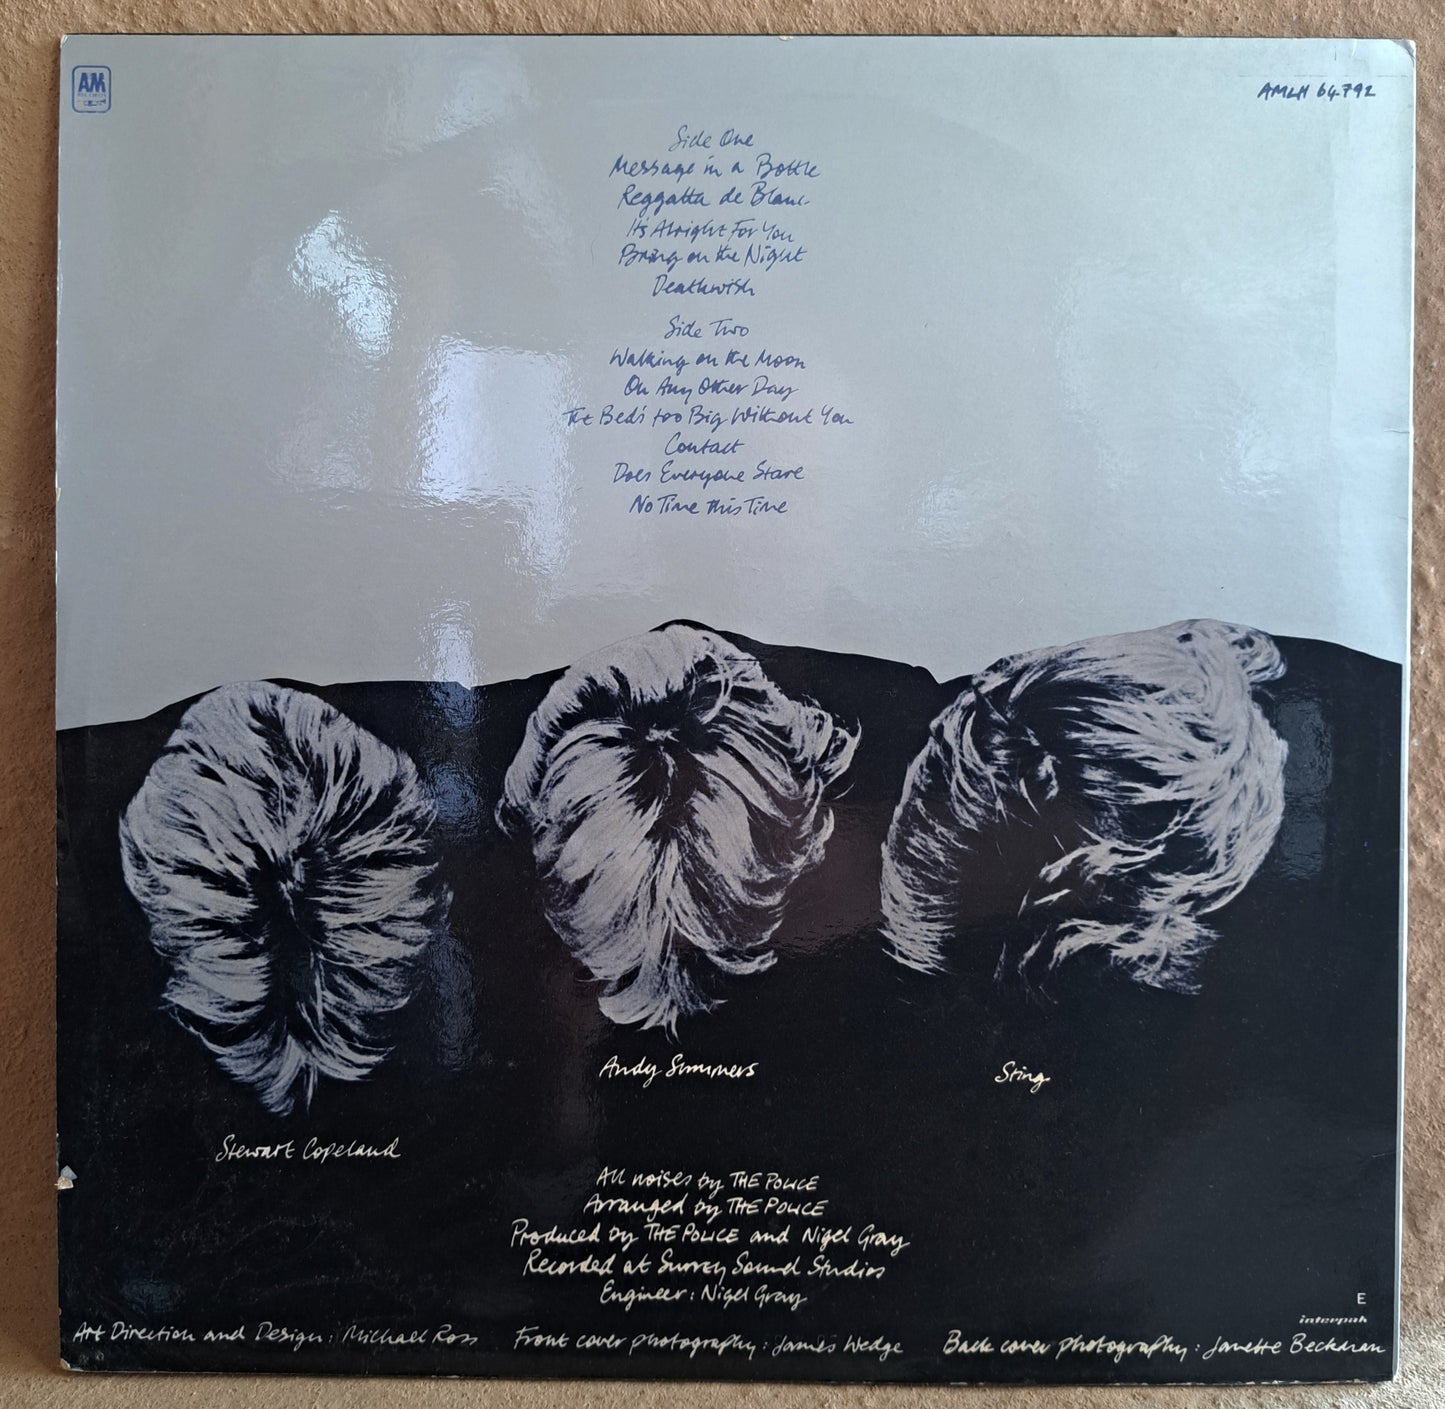 AM
RECORDS
AMLH 64792
Side One
Message in a Bottle
Reggatta de Blanc
It's Alright For You
Bring on the Night
Deathwish
Side Two
Walking on the Moon
On Any Other Day
The Bed's too Big Without You
Contact
Does Everyone Stare
No Time this Time
Andy Summers
Sting
Stewart Copeland
All noises by THE POLICE
Arranged by THE POLICE
Produced by THE POLICE and Nigel Gray
Recorded at Surrey Sound Studios
Engineer: Nigel Gray
E
interpak
Art Direction and Design: Michael Ross Front cover photography: James Wedge Back cover photography: Janette Beckman